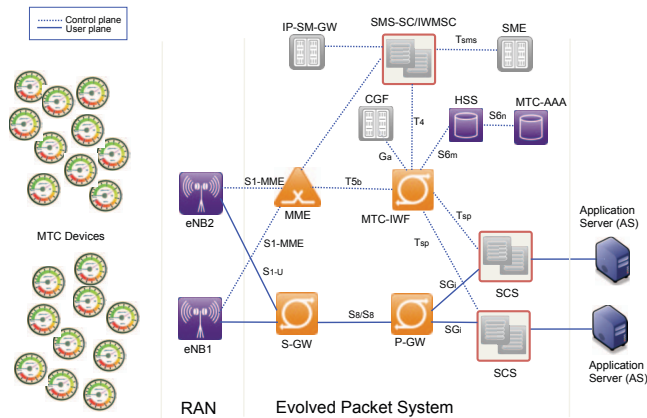 Control plane
User plane
IP-SM-GW
SMS-SC/IWMSC
SME
Tsms
CGF
HSS
MTC-AAA
T4
S6n
Ga
S6m
S1-MME
T5b
MME
MTC-IWF
eNB2
Tsp
Application
Server (AS)
MTC Devices
S1-MME
Tsp
S1-U
SCS
SGi
S8/S8
eNB1
S-GW
P-GW
SGi
SCS
Application
Server (AS)
RAN
Evolved Packet System